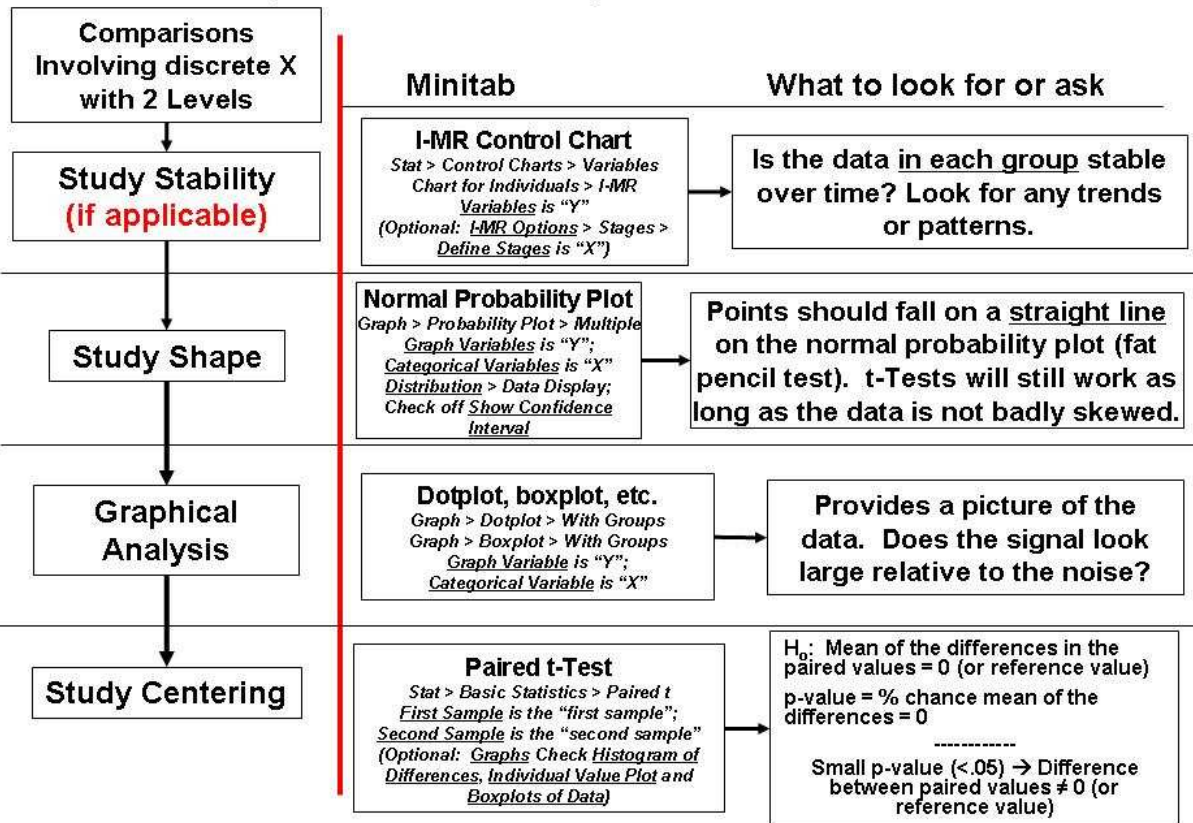 Comparisons
Involving discrete X
with 2 Levels
Minitab
What to look for or ask
Study Stability
(if applicable)
I-MR Control Chart
Stat > Control Charts > Variables
Chart for Individuals > I-MR
Variables is “Y”
(Optional: I-MR Options > Stages >
Define Stages is “X”)
Is the data in each group stable
over time? Look for any trends
or patterns.
Study Shape
Normal Probability Plot
Graph > Probability Plot > Multiple
Graph Variables is “Y”;
Categorical Variables is “X”
Distribution > Data Display;
Check off Show Confidence
Interval
Points should fall on a straight line
on the normal probability plot (fat
pencil test). t-Tests will still work as
long as the data is not badly skewed.
Graphical
Analysis
Dotplot, boxplot, etc.
Graph > Dotplot > With Groups
Graph > Boxplot > With Groups
Graph Variable is “Y”;
Categorical Variable is “X”
Provides a picture of the
data. Does the signal look
large relative to the noise?
Study Centering
Paired t-Test
Stat > Basic Statistics > Paired t
First Sample is the “first sample”;
Second Sample is the “second sample”
(Optional: Graphs Check Histogram of
Differences, Individual Value Plot and
Boxplots of Data)
H₀: Mean of the differences in the
paired values = 0 (or reference value)
p-value = % chance mean of the
differences = 0
------------
Small p-value (<.05) → Difference
between paired values ≠ 0 (or
reference value)